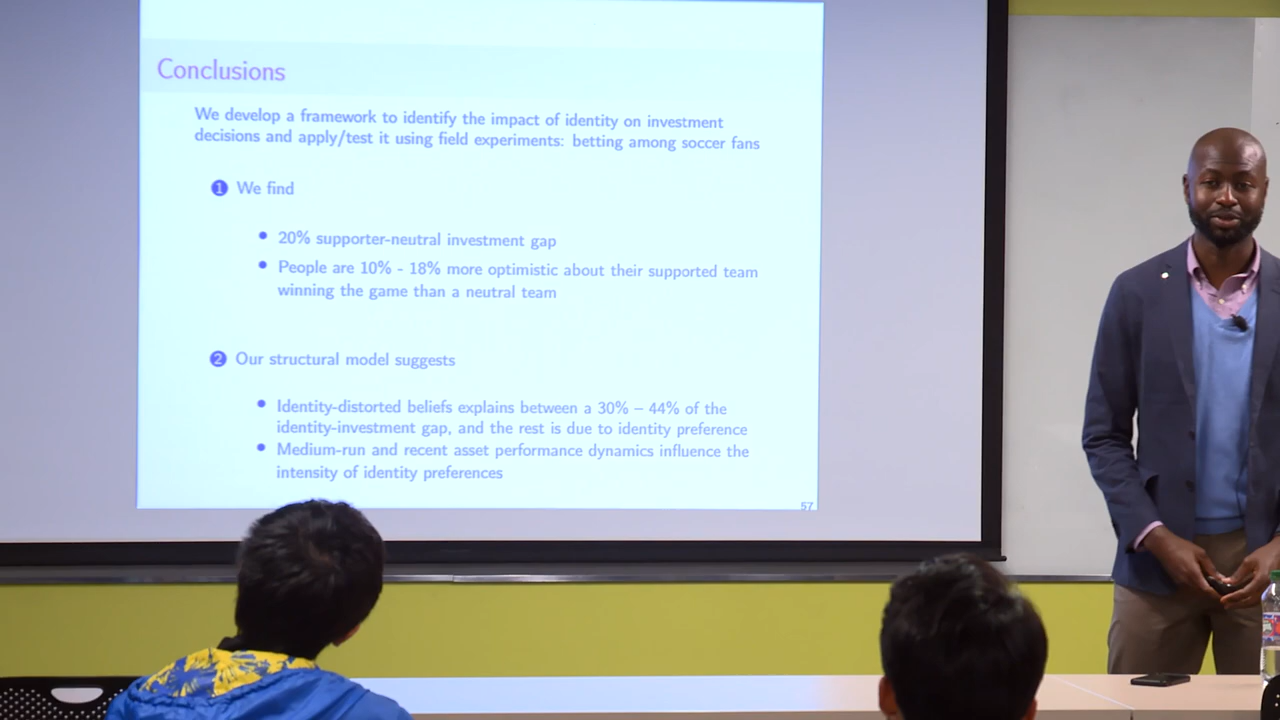 Conclusions
We develop a framework to identify the impact of identity on investment
decisions and apply/test it using field experiments: betting among soccer fans
1 We find
• 20% supporter-neutral investment gap
• People are 10% - 18% more optimistic about their supported team
winning the game than a neutral team
2 Our structural model suggests
• Identity-distorted beliefs explains between a 30% – 44% of the
identity-investment gap, and the rest is due to identity preference
• Medium-run and recent asset performance dynamics influence the
intensity of identity preferences
57